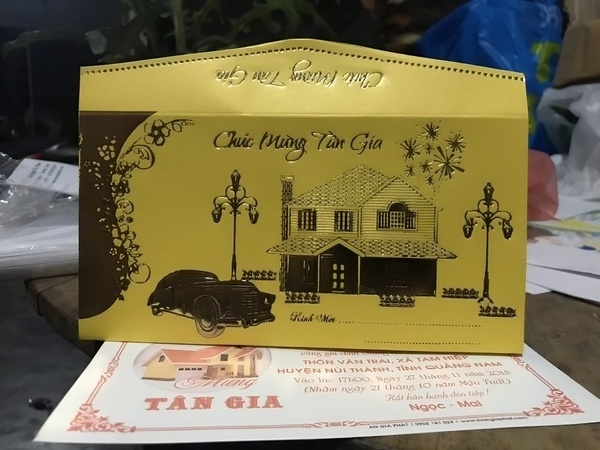 Chúc Mừng Tân Gia
Chúc Mừng Tân Gia
Kính Mời
THÔN VÂN TRAI, XÃ TAM HIỆP
HUYỆN NÚI THÀNH, TỈNH QUẢNG NAM
Vào lúc 17h00, Ngày 27 tháng 11 năm 2018
(Nhằm ngày 21 tháng 10 năm Mậu Tuất)
Rất hân hạnh đón tiếp!
Ngọc - Mai
Mừng
TÂN GIA